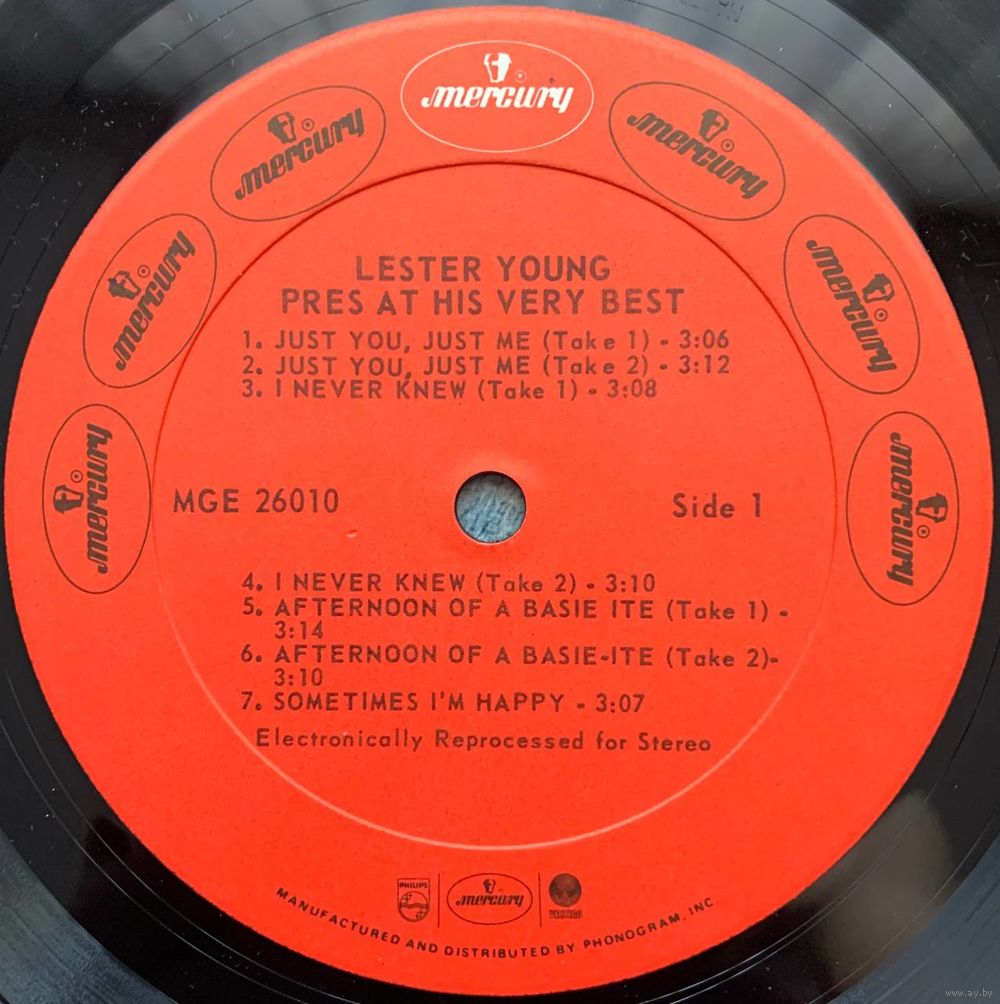 mercury
mercury
mercury
mercury
mercury
mercury
mercury
LESTER YOUNG
PRES AT HIS VERY BEST
1. JUST YOU, JUST ME (Take 1) - 3:06
2. JUST YOU, JUST ME (Take 2) - 3:12
3. I NEVER KNEW (Take 1) - 3:08
MGE 26010
Side 1
4. I NEVER KNEW (Take 2) - 3:10
5. AFTERNOON OF A BASIE ITE (Take 1) -
3:14
6. AFTERNOON OF A BASIE-ITE (Take 2)-
3:10
7. SOMETIMES I'M HAPPY - 3:07
Electronically Reprocessed for Stereo
PHILIPS
mercury
VERTIGO
MANUFACTURED AND DISTRIBUTED BY PHONOGRAM, INC.
www.ay.by